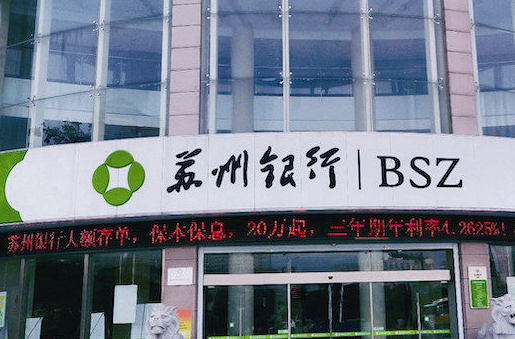 苏州银行 | BSZ
苏州银行大额存单，保本保息，20万起，三年期年利率4.2625%!